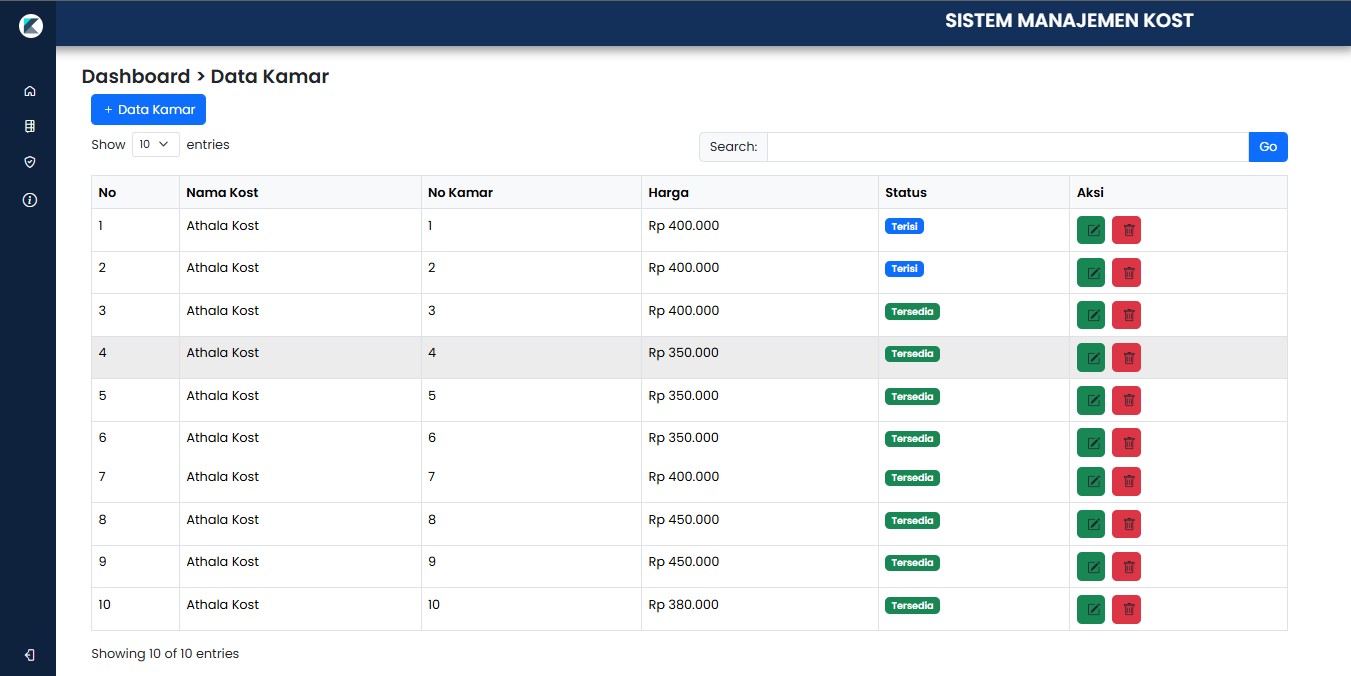 SISTEM MANAJEMEN KOST
Dashboard > Data Kamar
+ Data Kamar
Show 10 entries Search: Go
No Nama Kost No Kamar Harga Status Aksi
1 Athala Kost 1 Rp 400.000 Terisi
2 Athala Kost 2 Rp 400.000 Terisi
3 Athala Kost 3 Rp 400.000 Tersedia
4 Athala Kost 4 Rp 350.000 Tersedia
5 Athala Kost 5 Rp 350.000 Tersedia
6 Athala Kost 6 Rp 350.000 Tersedia
7 Athala Kost 7 Rp 400.000 Tersedia
8 Athala Kost 8 Rp 450.000 Tersedia
9 Athala Kost 9 Rp 450.000 Tersedia
10 Athala Kost 10 Rp 380.000 Tersedia
Showing 10 of 10 entries